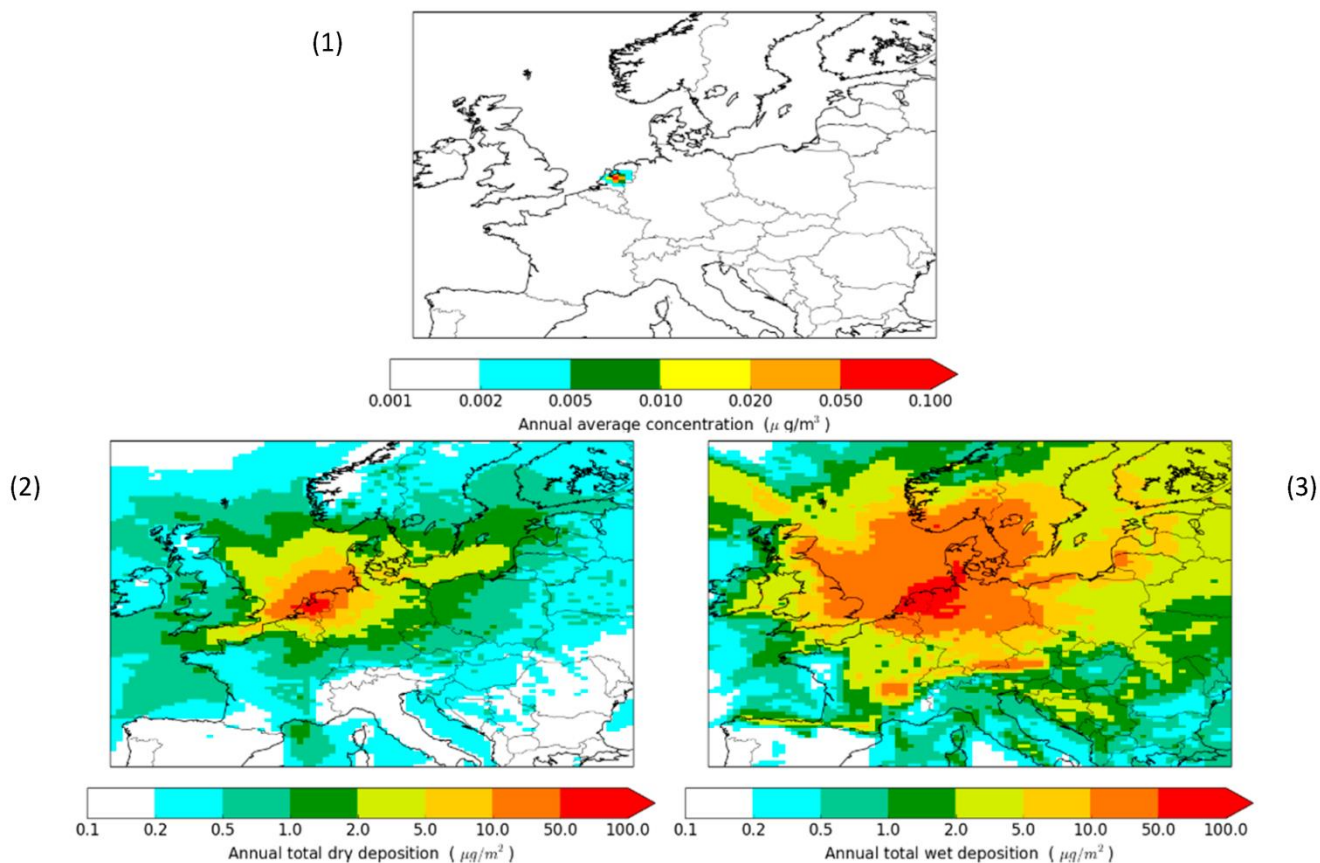 (1)
0.001 0.002 0.005 0.010 0.020 0.050 0.100
Annual average concentration (μ g/m³)
(2)
(3)
0.1 0.2 0.5 1.0 2.0 5.0 10.0 50.0 100.0
Annual total dry deposition ( μg/m² )
0.1 0.2 0.5 1.0 2.0 5.0 10.0 50.0 100.0
Annual total wet deposition ( μg/m² )